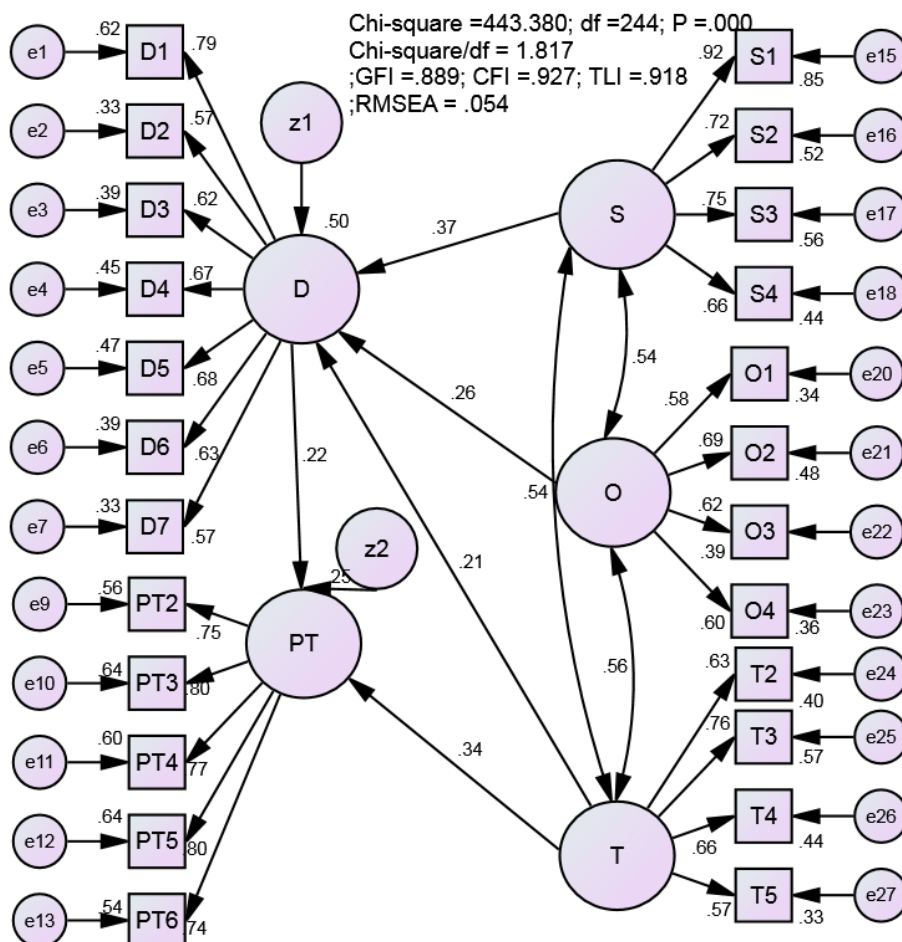 Chi-square =443.380; df =244; P =.000
Chi-square/df = 1.817
;GFI =.889; CFI =.927; TLI =.918
;RMSEA = .054
e1 .62 D1 .79
e2 .33 D2 .57
e3 .39 D3 .62
e4 .45 D4 .67
e5 .47 D5 .68
e6 .39 D6 .63
e7 .33 D7 .57
e9 .56 PT2 .75
e10 .64 PT3 .80
e11 .60 PT4 .77
e12 .64 PT5 .80
e13 .54 PT6 .74
z1
.50
D
.22
z2
.25
PT
.37
.26
.21
.34
S
.54
O
.54
.56
T
.92 S1 .85 e15
.72 S2 .52 e16
.75 S3 .56 e17
.66 S4 .44 e18
.58 O1 .34 e20
.69 O2 .48 e21
.62 O3 .39 e22
.60 O4 .36 e23
.63 T2 .40 e24
.76 T3 .57 e25
.66 T4 .44 e26
.57 T5 .33 e27